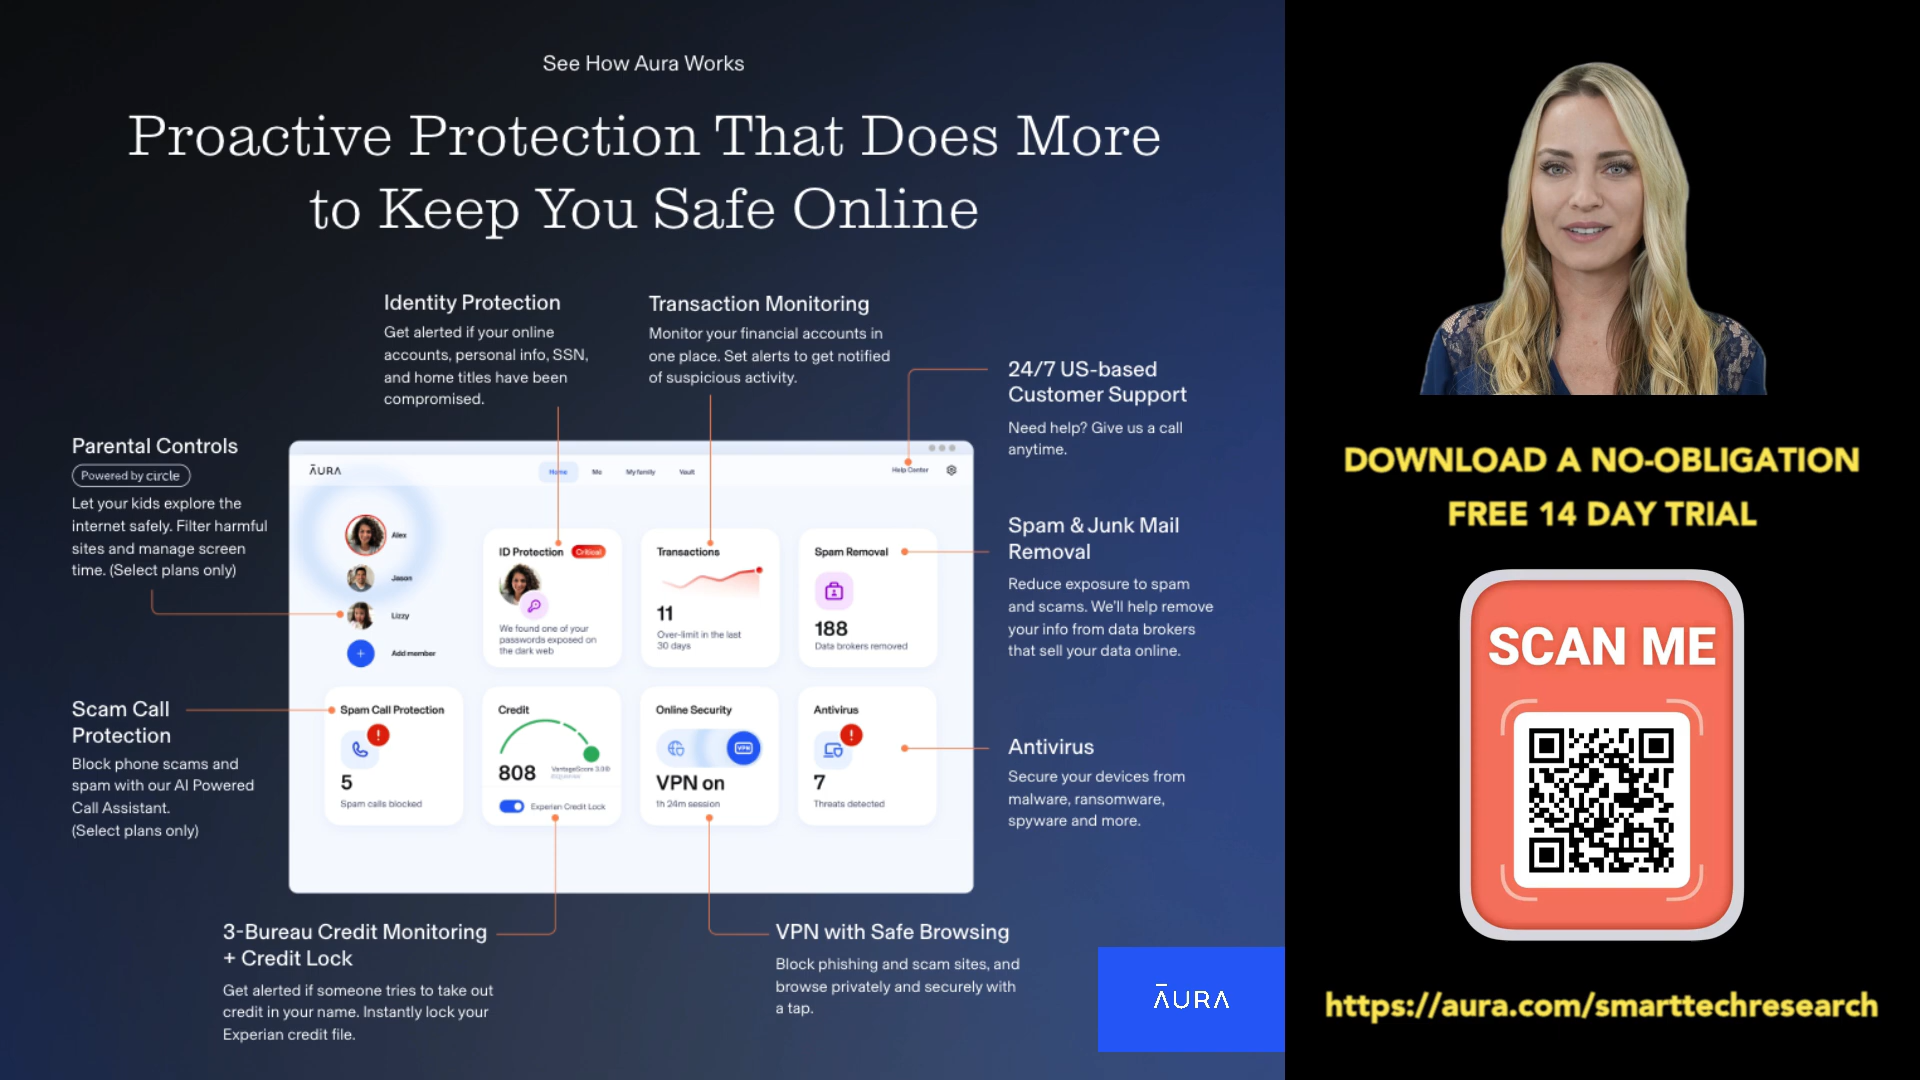 See How Aura Works
Proactive Protection That Does More
to Keep You Safe Online
Identity Protection
Get alerted if your online
accounts, personal info, SSN,
and home titles have been
compromised.
Transaction Monitoring
Monitor your financial accounts in
one place. Set alerts to get notified
of suspicious activity.
24/7 US-based
Customer Support
Need help? Give us a call
anytime.
Parental Controls
Powered by circle
Let your kids explore the
internet safely. Filter harmful
sites and manage screen
time. (Select plans only)
ĀURA
Home
Me
My family
Vault
Help Center
Alex
Jason
Lizzy
Add member
ID Protection
Critical
We found one of your
passwords exposed on
the dark web
Transactions
11
Over-limit in the last
30 days
Spam Removal
188
Data brokers removed
Spam & Junk Mail
Removal
Reduce exposure to spam
and scams. We'll help remove
your info from data brokers
that sell your data online.
Scam Call
Protection
Block phone scams and
spam with our AI Powered
Call Assistant.
(Select plans only)
Spam Call Protection
5
Spam calls blocked
Credit
808
VantageScore 3.0®
Experian Credit Lock
Online Security
VPN
VPN on
1h 24m session
Antivirus
7
Threats detected
Antivirus
Secure your devices from
malware, ransomware,
spyware and more.
3-Bureau Credit Monitoring
+ Credit Lock
Get alerted if someone tries to take out
credit in your name. Instantly lock your
Experian credit file.
VPN with Safe Browsing
Block phishing and scam sites, and
browse privately and securely with
a tap.
ĀURA
DOWNLOAD A NO-OBLIGATION
FREE 14 DAY TRIAL
SCAN ME
https://aura.com/smarttechresearch